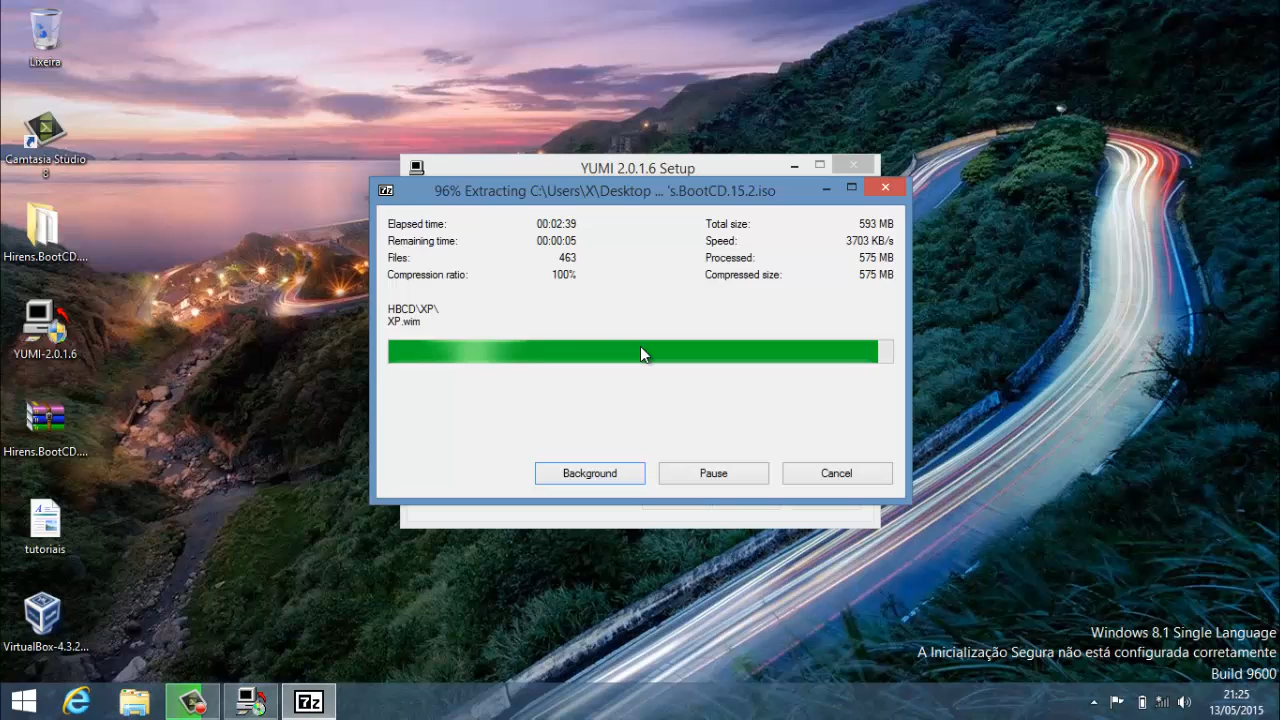 Lixeira
Camtasia Studio
8
Hirens.BootCD....
YUMI-2.0.1.6
Hirens.BootCD....
tutoriais
VirtualBox-4.3.2...
YUMI 2.0.1.6 Setup
7z
96% Extracting C:\Users\X\Desktop ... 's.BootCD.15.2.iso
Elapsed time: 00:02:39 Total size: 593 MB
Remaining time: 00:00:05 Speed: 3703 KB/s
Files: 463 Processed: 575 MB
Compression ratio: 100% Compressed size: 575 MB
HBCD\XP\
XP.wim
Background Pause Cancel
Windows 8.1 Single Language
A Inicialização Segura não está configurada corretamente
Build 9600
7z
21:25
13/05/2015